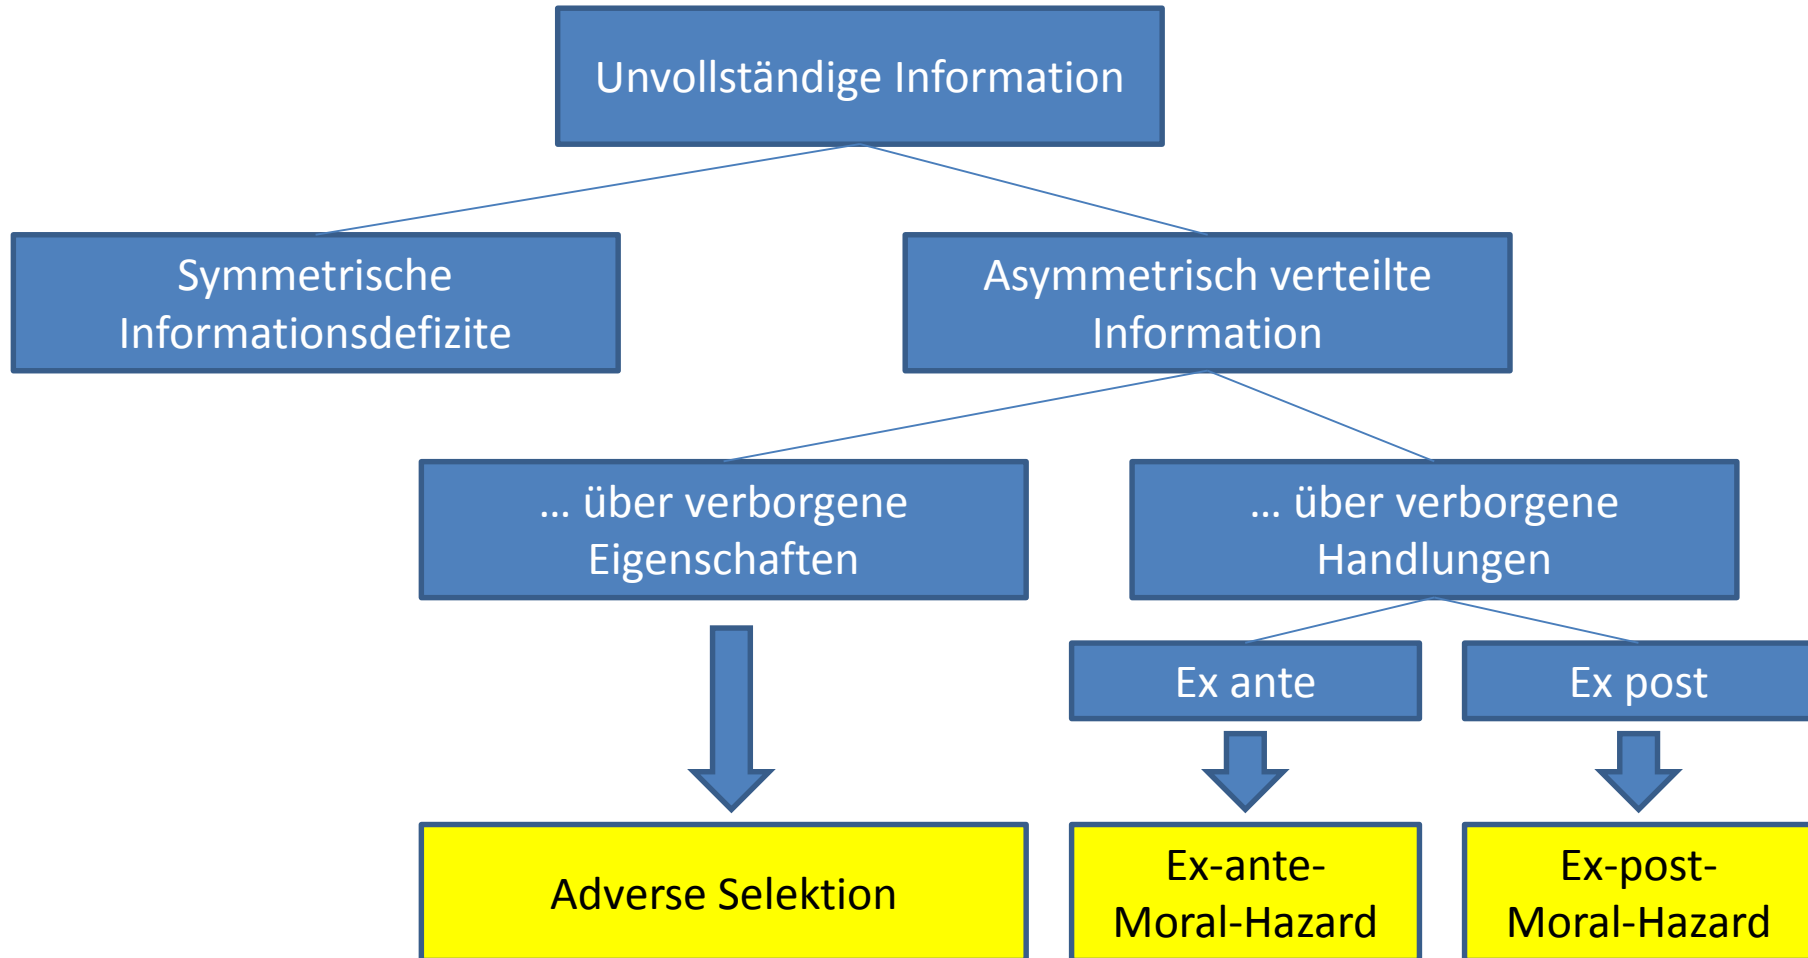 Unvollständige Information
Symmetrische
Informationsdefizite
Asymmetrisch verteilte
Information
... über verborgene
Eigenschaften
... über verborgene
Handlungen
Ex ante
Ex post
Adverse Selektion
Ex-ante-
Moral-Hazard
Ex-post-
Moral-Hazard